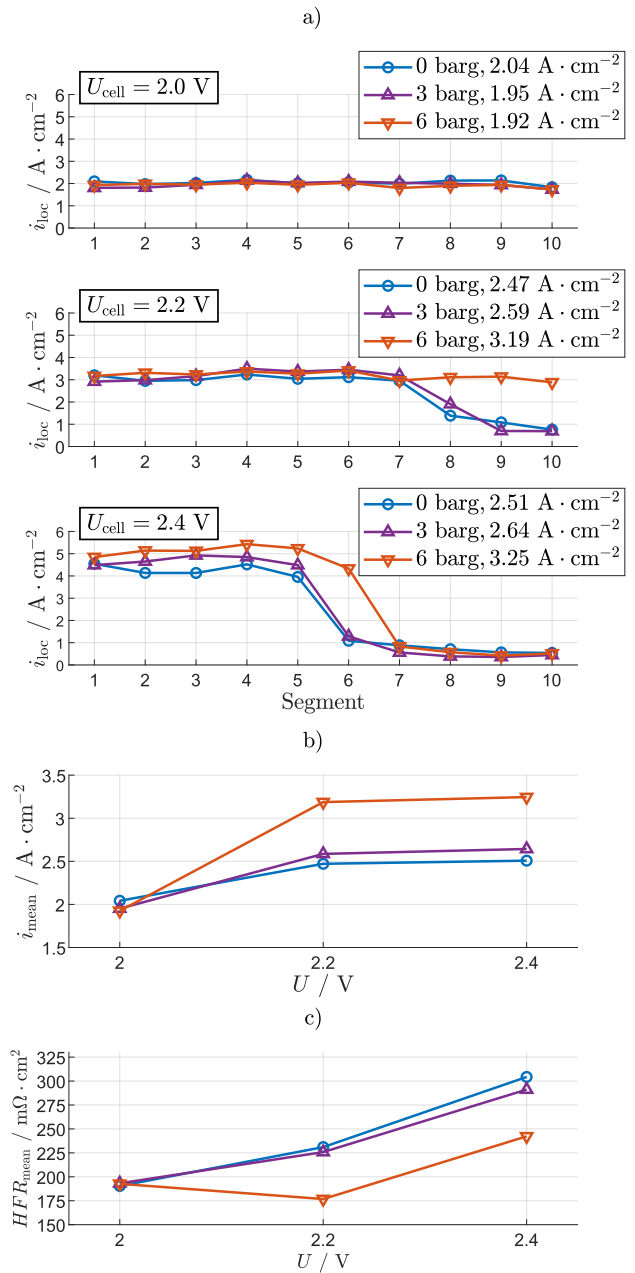 a)
U_cell = 2.0 V
0 barg, 2.04 A · cm⁻²
3 barg, 1.95 A · cm⁻²
6 barg, 1.92 A · cm⁻²
i_loc / A · cm⁻²
6
5
4
3
2
1
0
1 2 3 4 5 6 7 8 9 10
U_cell = 2.2 V
0 barg, 2.47 A · cm⁻²
3 barg, 2.59 A · cm⁻²
6 barg, 3.19 A · cm⁻²
i_loc / A · cm⁻²
6
5
4
3
2
1
0
1 2 3 4 5 6 7 8 9 10
U_cell = 2.4 V
0 barg, 2.51 A · cm⁻²
3 barg, 2.64 A · cm⁻²
6 barg, 3.25 A · cm⁻²
i_loc / A · cm⁻²
6
5
4
3
2
1
0
1 2 3 4 5 6 7 8 9 10
Segment
b)
i_mean / A · cm⁻²
3.5
3
2.5
2
1.5
2 2.2 2.4
U / V
c)
HFR_mean / mΩ · cm²
325
300
275
250
225
200
175
150
2 2.2 2.4
U / V